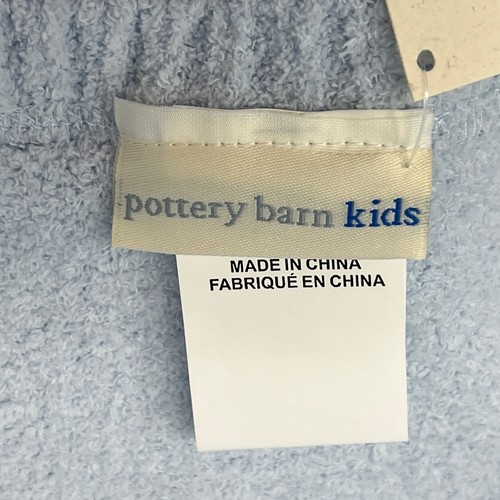 pottery barn kids
MADE IN CHINA
FABRIQUÉ EN CHINA